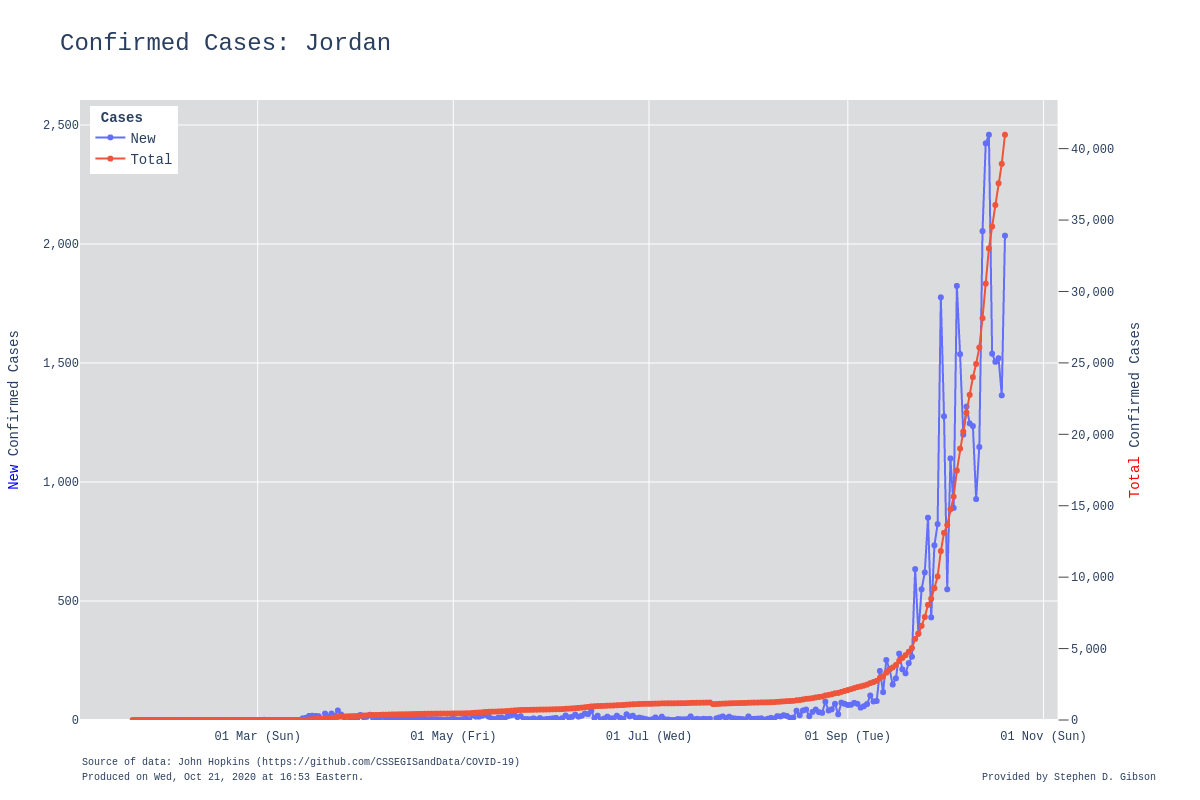 Confirmed Cases: Jordan
Cases
New
Total
2,500
2,000
1,500
1,000
500
0
New Confirmed Cases
40,000
35,000
30,000
25,000
20,000
15,000
10,000
5,000
0
Total Confirmed Cases
01 Mar (Sun)
01 May (Fri)
01 Jul (Wed)
01 Sep (Tue)
01 Nov (Sun)
Source of data: John Hopkins (https://github.com/CSSEGISandData/COVID-19)
Produced on Wed, Oct 21, 2020 at 16:53 Eastern.
Provided by Stephen D. Gibson